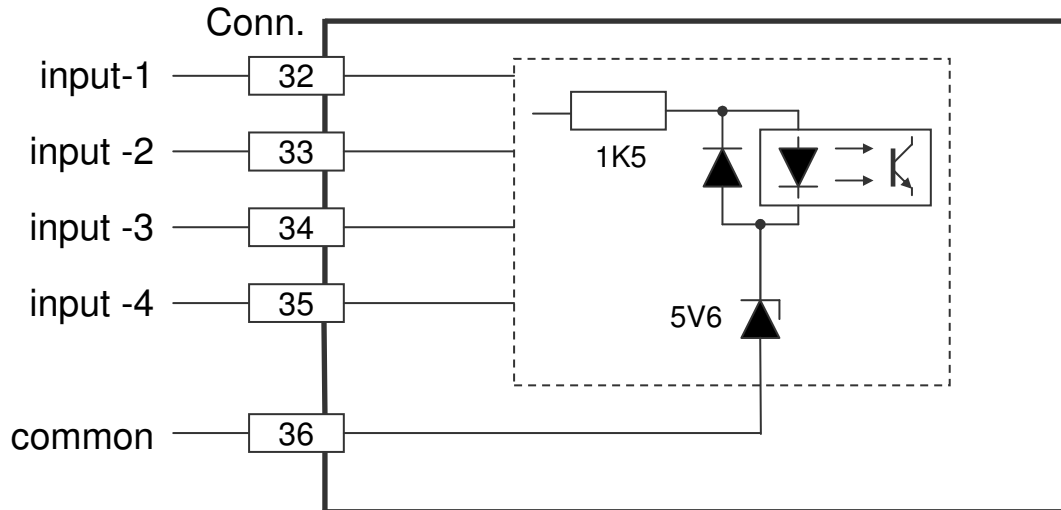 Conn.
input-1
32
input -2
33
1K5
input -3
34
input -4
35
5V6
common
36